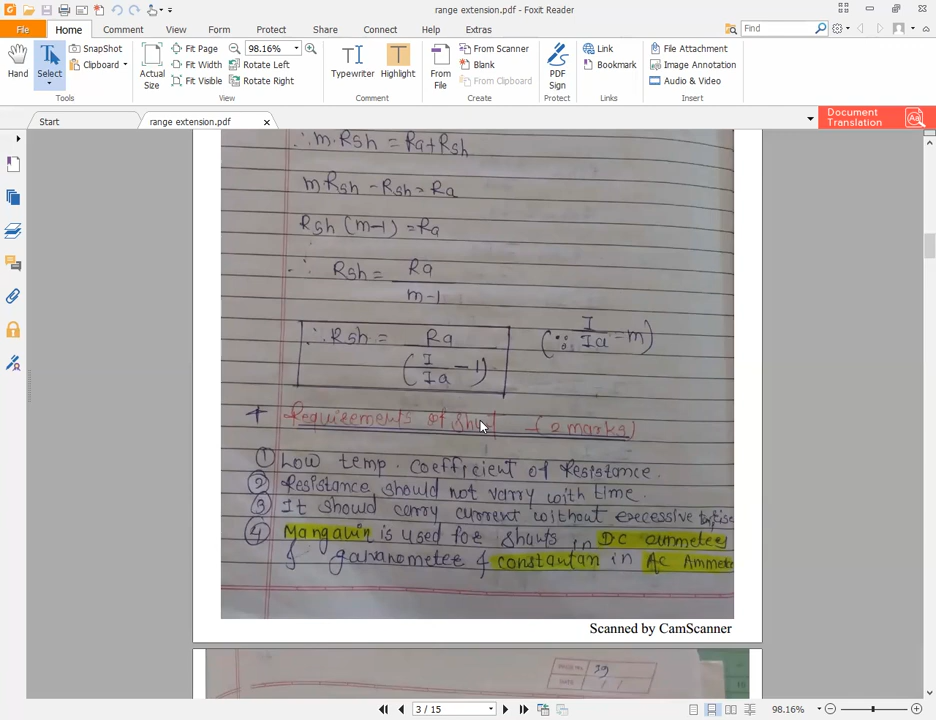 range extension.pdf - Foxit Reader
File Home Comment View Form Protect Share Connect Help Extras Find
SnapShot Fit Page 98.16% From Scanner Link File Attachment
Clipboard Fit Width Rotate Left Blank Bookmark Image Annotation
Fit Visible Rotate Right From Clipboard Audio & Video
Hand Select Actual Size Typewriter Highlight From File PDF Sign
Tools View Comment Create Protect Links Insert
Start range extension.pdf Document Translation
∴ m.Rsh = Ra+Rsh
mRsh - Rsh = Ra
Rsh (m-1) = Ra
∴ Rsh = Ra
m-1
∴ Rsh = Ra (∵ I/Ia = m)
(I/Ia - 1)
+ Requirements of Shunt - (2 marks)
① Low temp. coefficient of Resistance.
② Resistance should not varry with time.
③ It should carry current without excessive
④ Manganin is used for Shunts in DC ammeter
& galvanometer & constantan in Ac Ammeter
Scanned by CamScanner
PAGE No. 19
DATE / /
3 / 15 98.16%